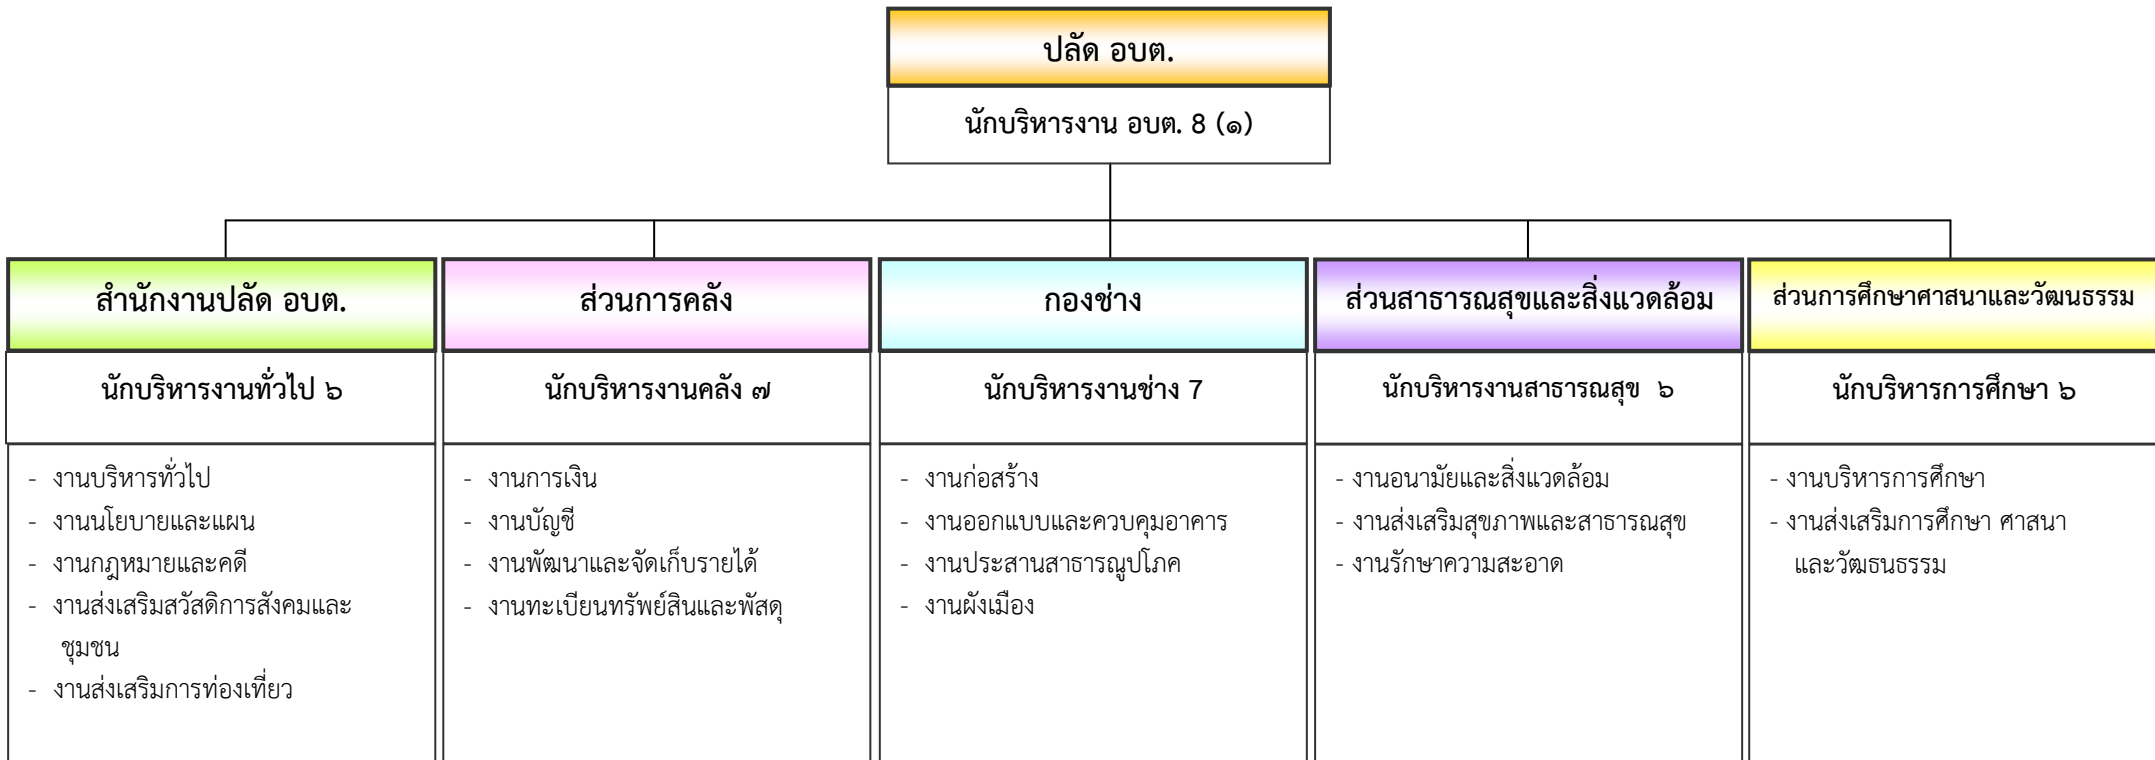 ปลัด อบต.
นักบริหารงาน อบต. 8 (๑)
สำนักงานปลัด อบต.
นักบริหารงานทั่วไป ๖
- งานบริหารทั่วไป
- งานนโยบายและแผน
- งานกฎหมายและคดี
- งานส่งเสริมสวัสดิการสังคมและ
ชุมชน
- งานส่งเสริมการท่องเที่ยว
ส่วนการคลัง
นักบริหารงานคลัง ๗
- งานการเงิน
- งานบัญชี
- งานพัฒนาและจัดเก็บรายได้
- งานทะเบียนทรัพย์สินและพัสดุ
กองช่าง
นักบริหารงานช่าง 7
- งานก่อสร้าง
- งานออกแบบและควบคุมอาคาร
- งานประสานสาธารณูปโภค
- งานผังเมือง
ส่วนสาธารณสุขและสิ่งแวดล้อม
นักบริหารงานสาธารณสุข ๖
- งานอนามัยและสิ่งแวดล้อม
- งานส่งเสริมสุขภาพและสาธารณสุข
- งานรักษาความสะอาด
ส่วนการศึกษาศาสนาและวัฒนธรรม
นักบริหารการศึกษา ๖
- งานบริหารการศึกษา
- งานส่งเสริมการศึกษา ศาสนา
และวัฒธนธรรม